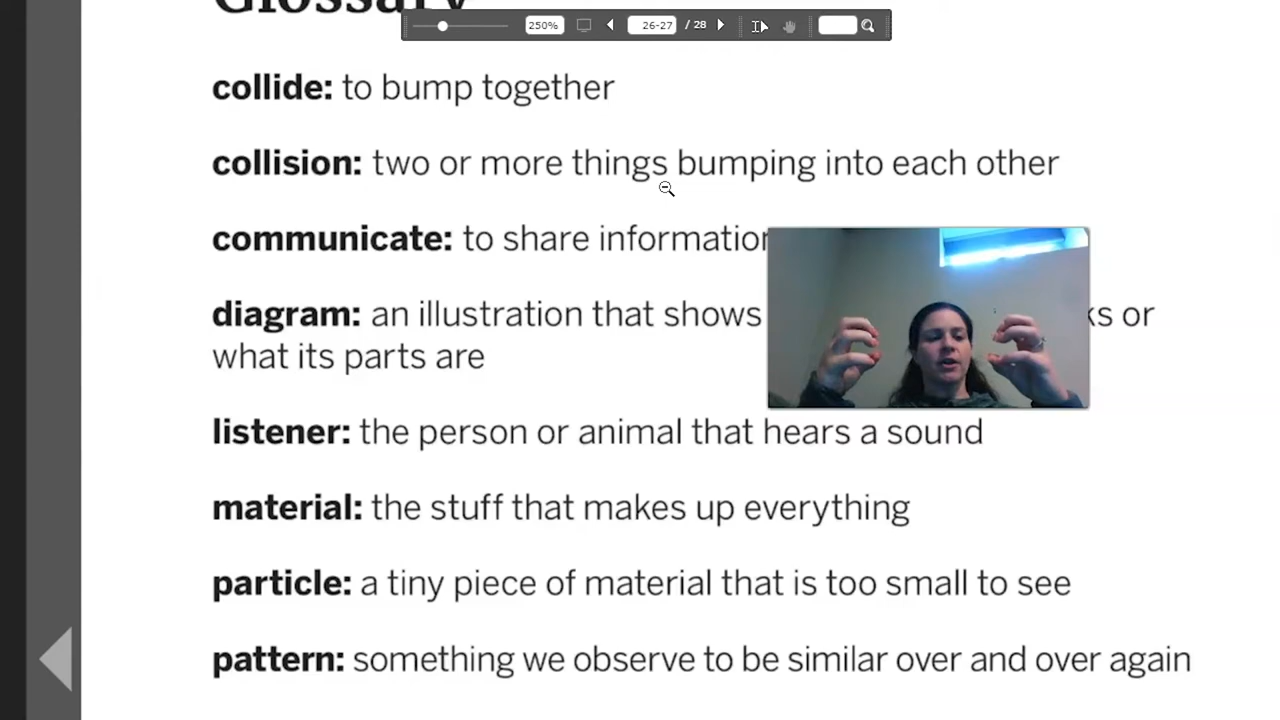 Glossary
250% 26-27 / 28
collide: to bump together
collision: two or more things bumping into each other
communicate: to share information
diagram: an illustration that shows or
what its parts are
listener: the person or animal that hears a sound
material: the stuff that makes up everything
particle: a tiny piece of material that is too small to see
pattern: something we observe to be similar over and over again